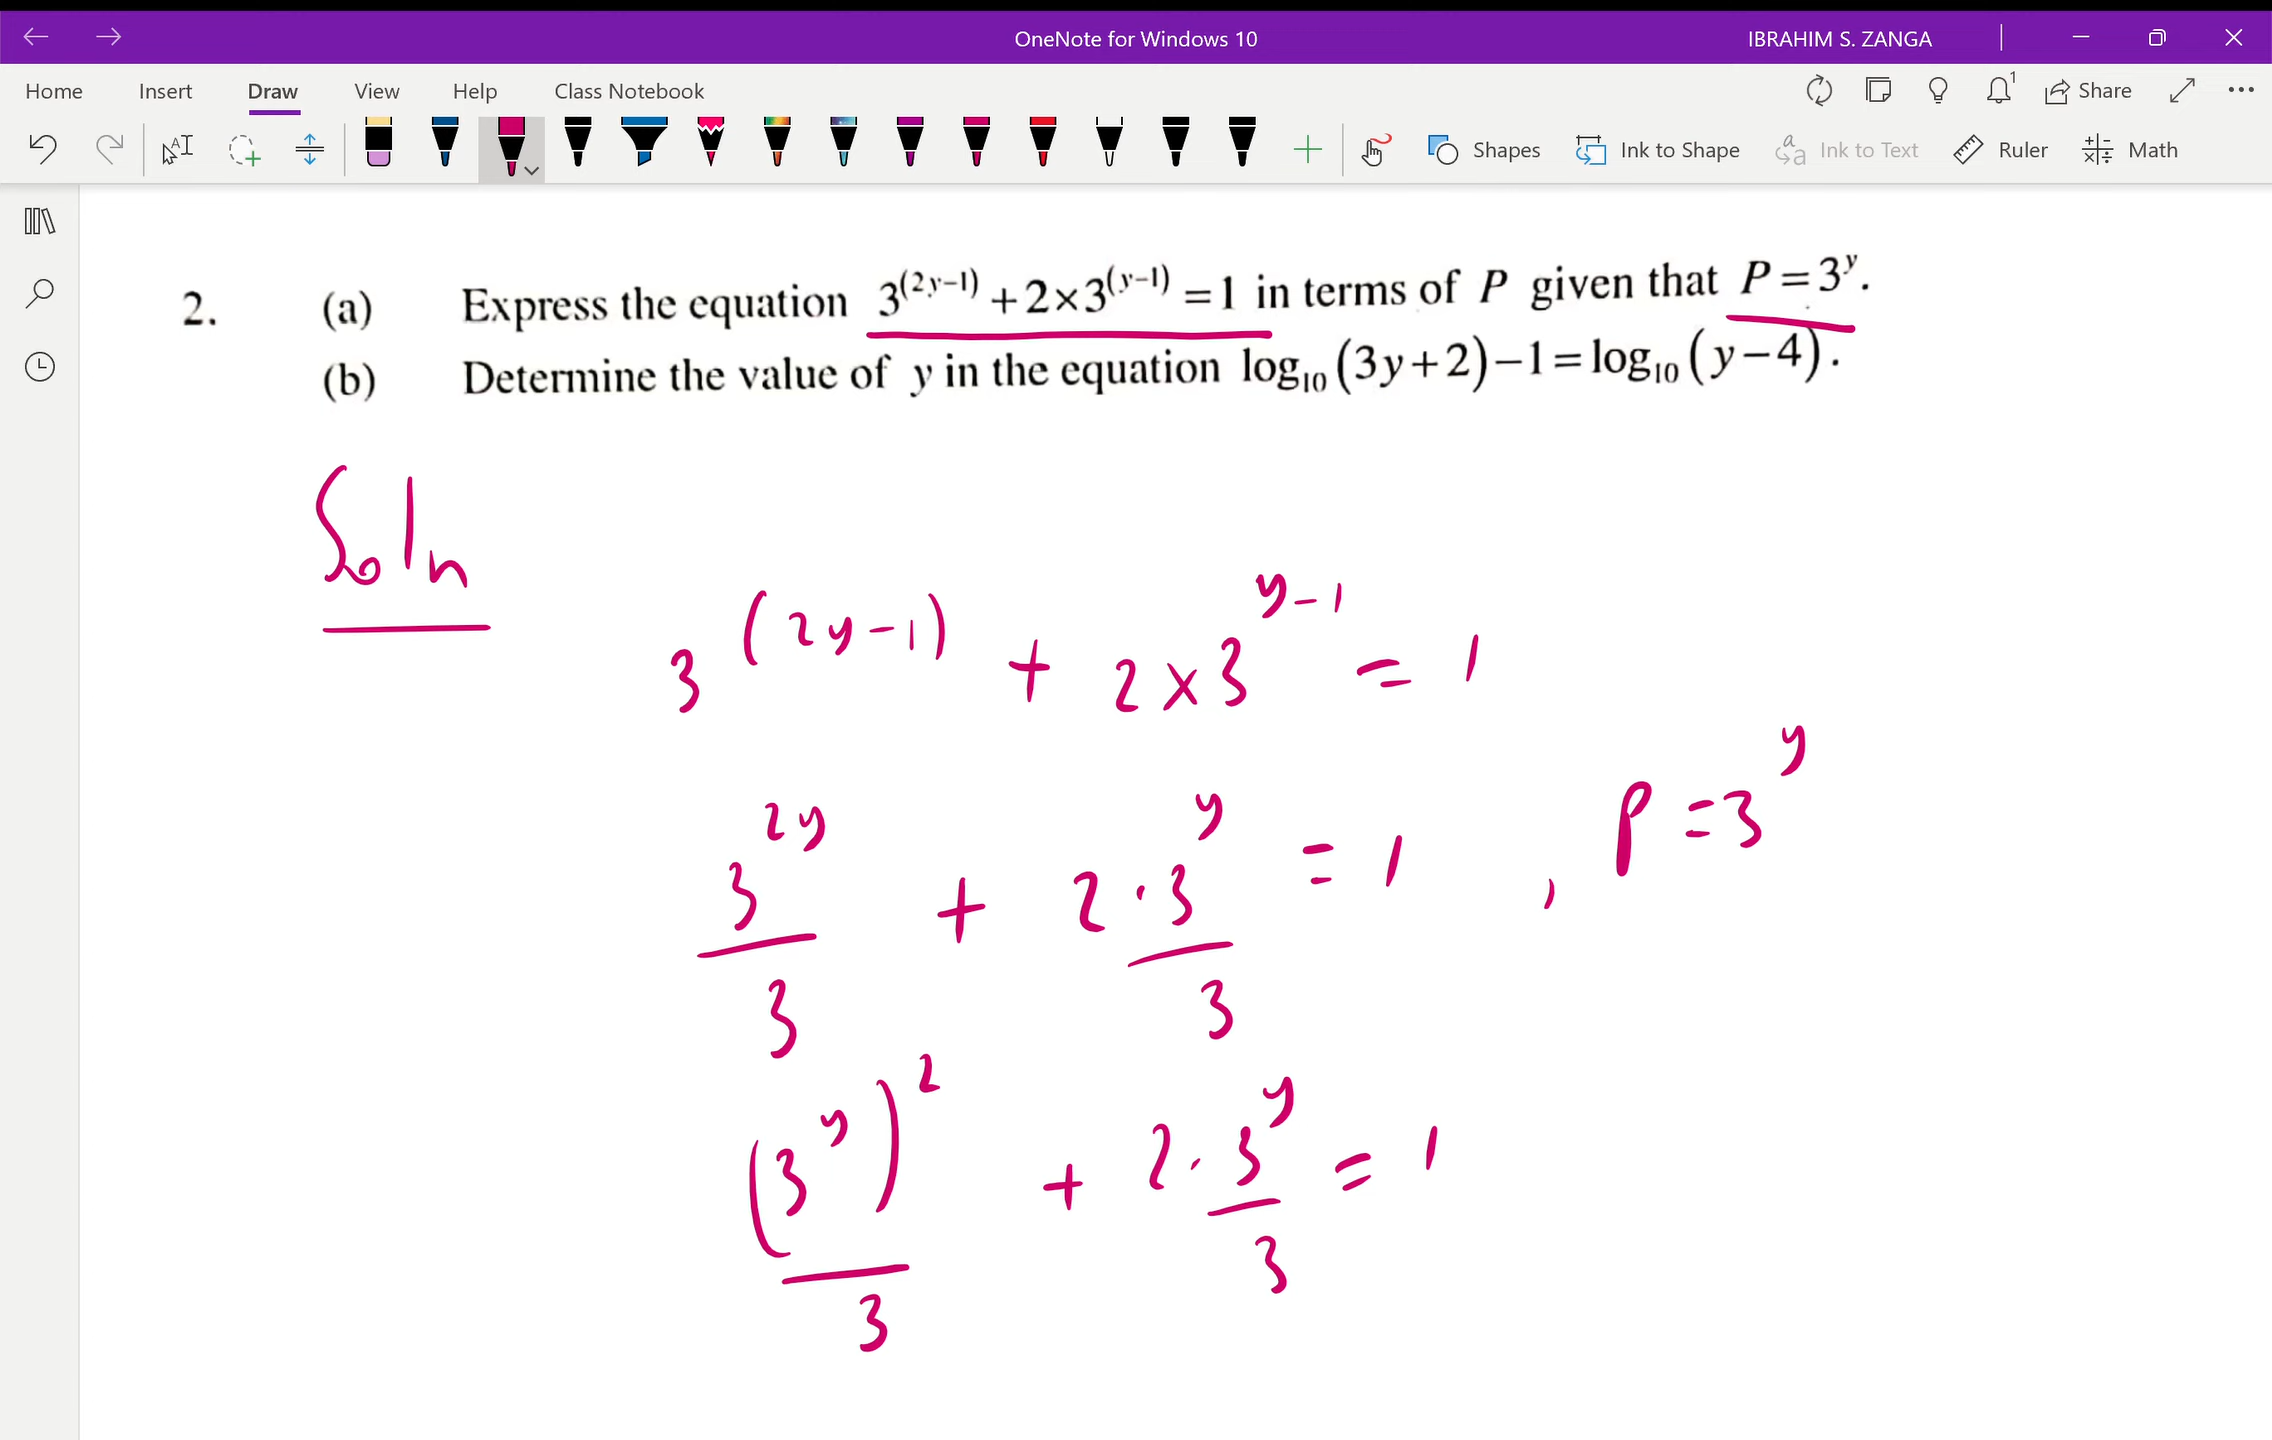 OneNote for Windows 10
IBRAHIM S. ZANGA
Home Insert Draw View Help Class Notebook
1 Share
Shapes Ink to Shape Ink to Text Ruler Math
2. (a) Express the equation 3^(2y−1) + 2×3^(y−1) = 1 in terms of P given that P = 3^y.
(b) Determine the value of y in the equation log₁₀(3y+2)−1 = log₁₀(y−4).
Soln
3^(2y−1) + 2×3^y−1 = 1
3^2y/3 + 2·3^y/3 = 1 , P = 3^y
(3^y)^2/3 + 2·3^y/3 = 1